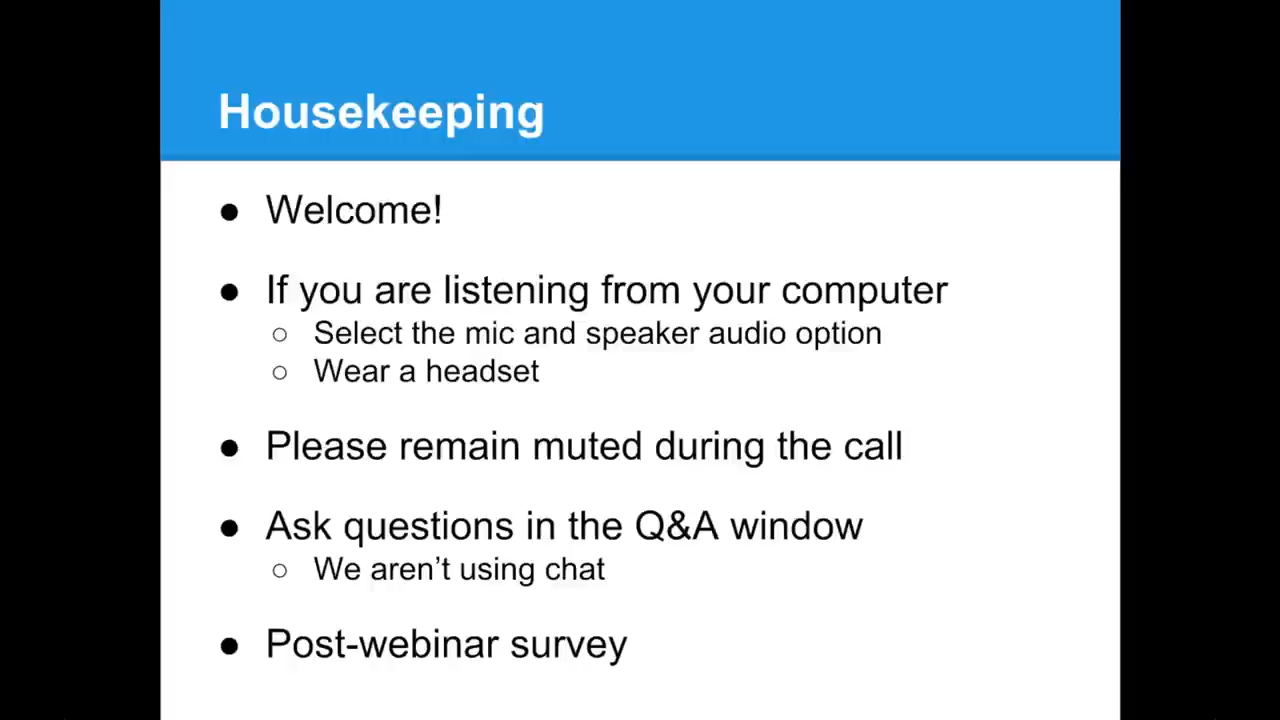 Housekeeping
● Welcome!
● If you are listening from your computer
○ Select the mic and speaker audio option
○ Wear a headset
● Please remain muted during the call
● Ask questions in the Q&A window
○ We aren’t using chat
● Post-webinar survey